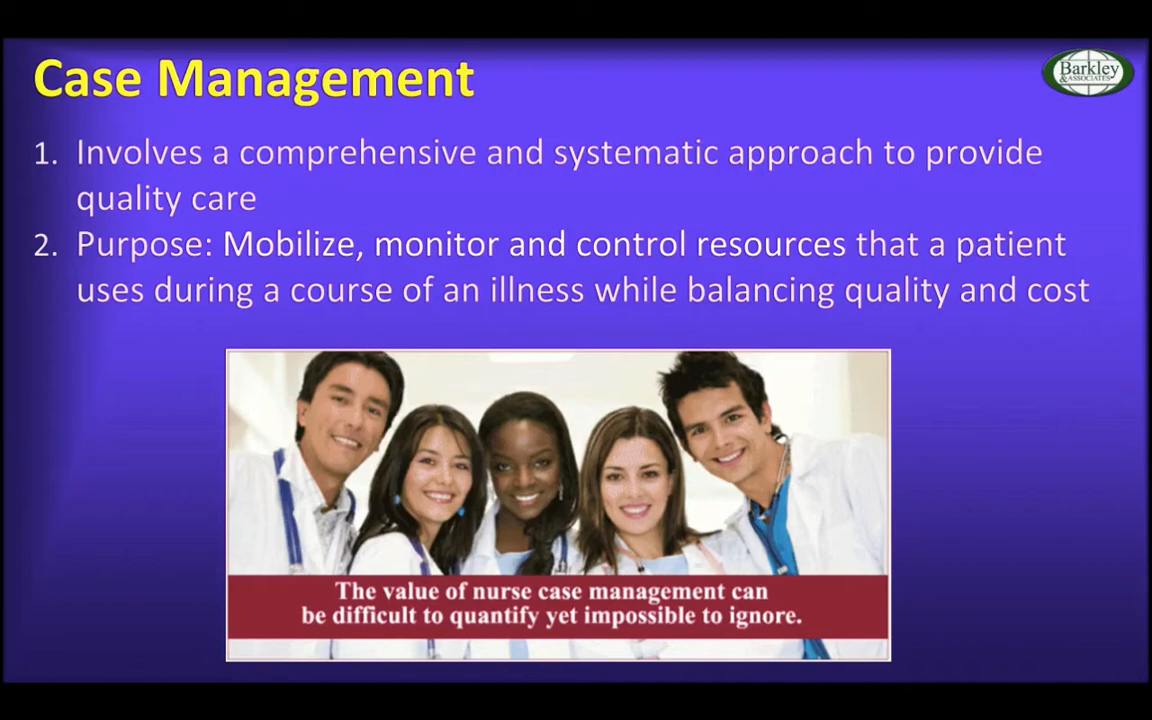 Case Management
Barkley
& ASSOCIATES
1. Involves a comprehensive and systematic approach to provide
quality care
2. Purpose: Mobilize, monitor and control resources that a patient
uses during a course of an illness while balancing quality and cost
The value of nurse case management can
be difficult to quantify yet impossible to ignore.